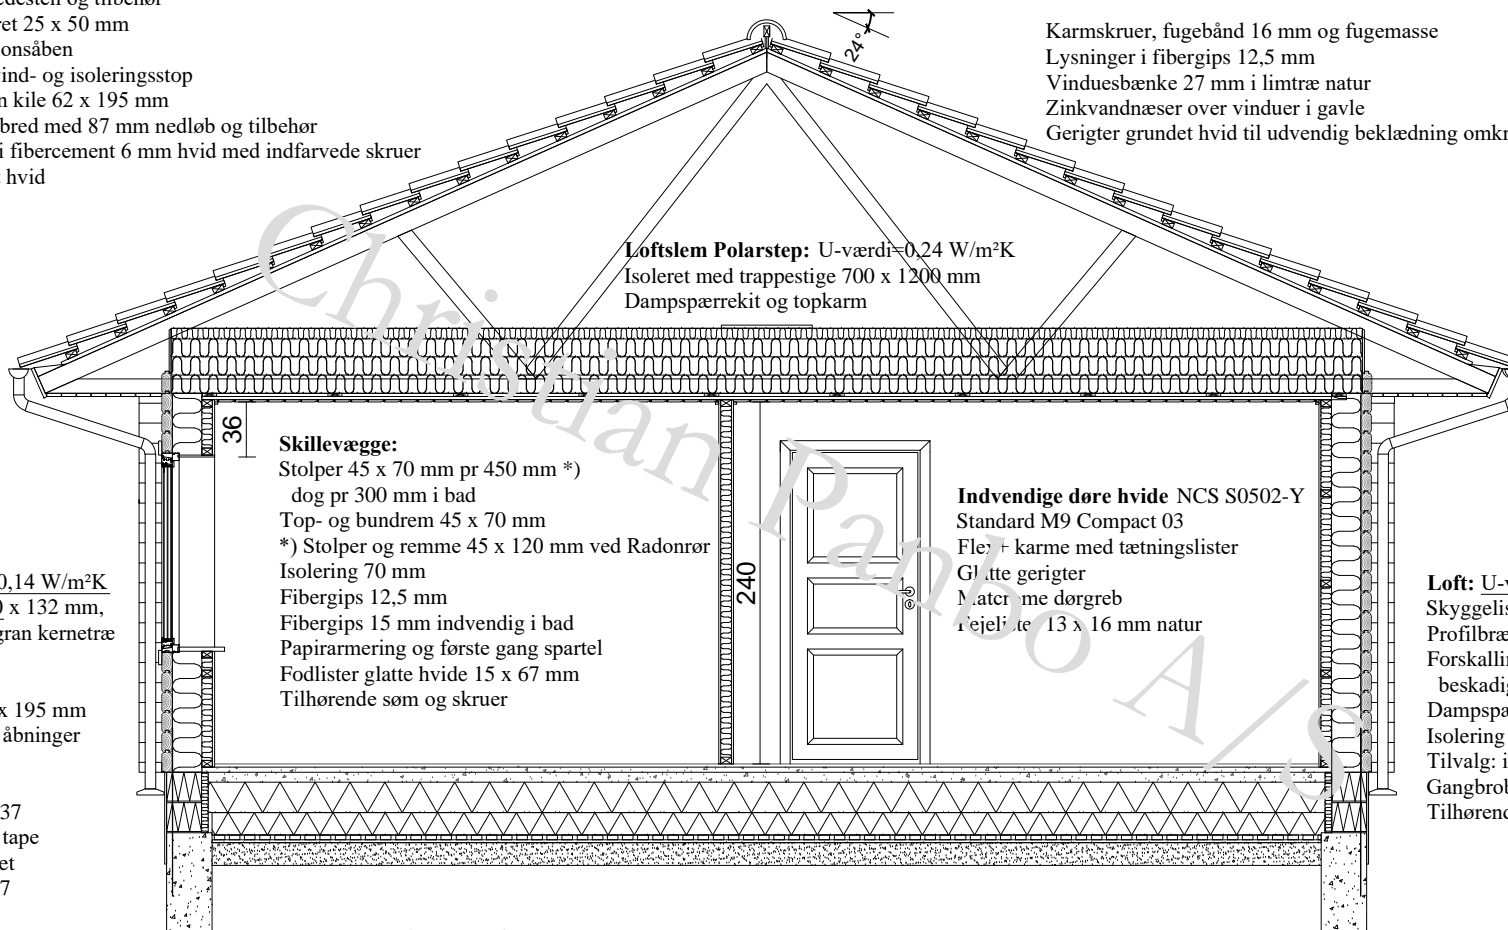 ret 25 x 50 mm
onsåben
ind- og isoleringsstop
n kile 62 x 195 mm
bred med 87 mm nedløb og tilbehør
i fibercement 6 mm hvid med indfarvede skruer
hvid
24°
Karmskruer, fugebånd 16 mm og fugemasse
Lysninger i fibergips 12,5 mm
Vinduesbænke 27 mm i limtræ natur
Zinkvandnæser over vinduer i gavle
Gerigter grundet hvid til udvendig beklædning omkr
Loftslem Polarstep: U-værdi=0,24 W/m²K
Isoleret med trappestige 700 x 1200 mm
Dampspærrekit og topkarm
36
Skillevægge:
Stolper 45 x 70 mm pr 450 mm *)
dog pr 300 mm i bad
Top- og bundrem 45 x 70 mm
*) Stolper og remme 45 x 120 mm ved Radonrør
Isolering 70 mm
Fibergips 12,5 mm
Fibergips 15 mm indvendig i bad
Papirarmering og første gang spartel
Fodlister glatte hvide 15 x 67 mm
Tilhørende søm og skruer
240
Indvendige døre hvide NCS S0502-Y
Standard M9 Compact 03
Flex+ karme med tætningslister
Glatte gerigter
Matcrome dørgreb
Fejelister 13 x 16 mm natur
0,14 W/m²K
x 132 mm,
gran kernetræ
x 195 mm
åbninger
37
tape
et
7
Loft: U-v
Skyggelis
Profilbræ
Forskallin
beskadig
Dampspæ
Isolering
Tilvalg: i
Gangbrob
Tilhørend
Christian Panbo A/S